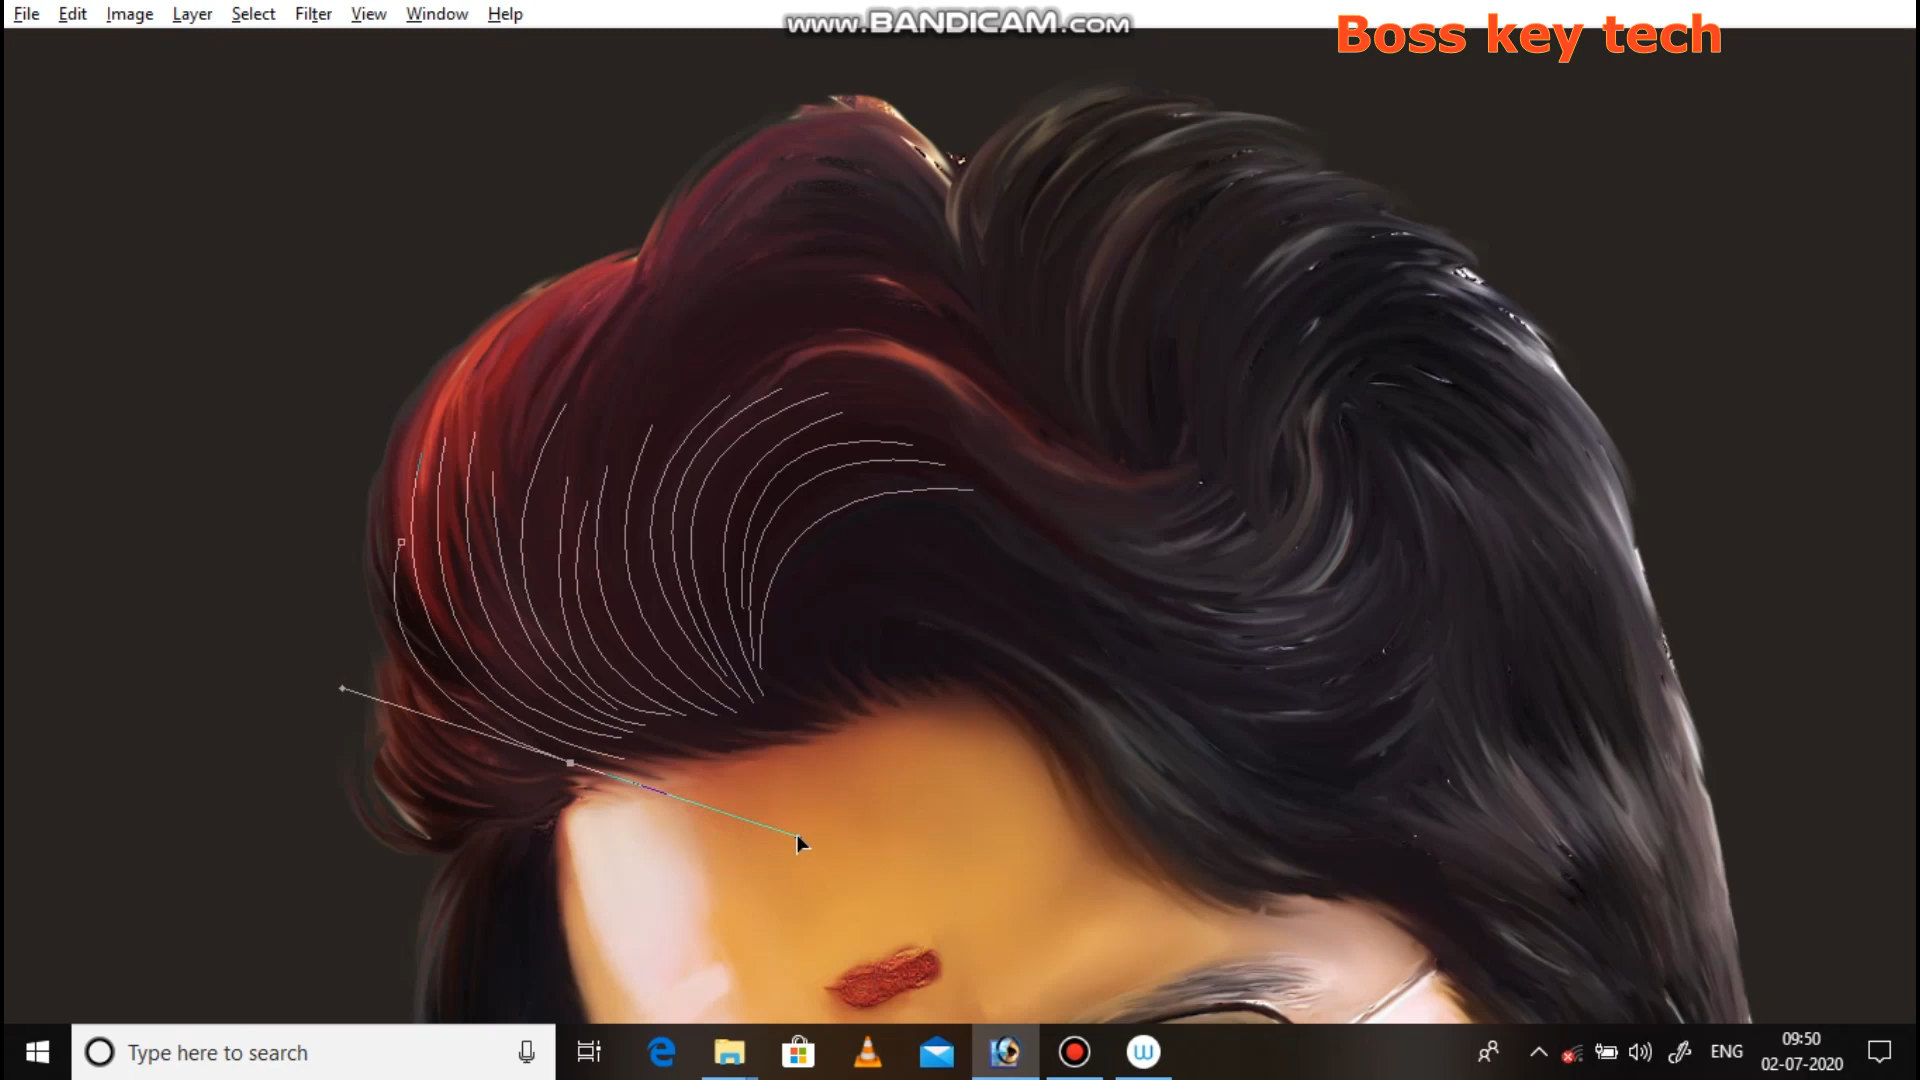 File Edit Image Layer Select Filter View Window Help
www.BANDICAM.com
Boss key tech
Type here to search
ENG
09:50
02-07-2020